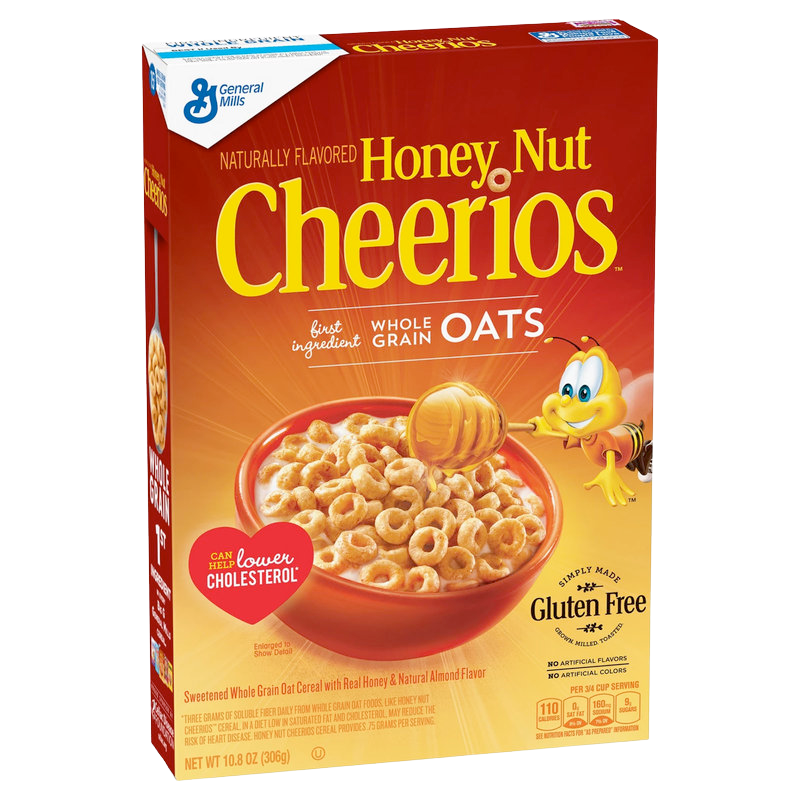 Honey Nut
Cheerios
General
Mills
NATURALLY FLAVORED Honey Nut
Cheerios
TM
first
ingredient
WHOLE
GRAIN
OATS
TM
CAN
HELP lower
CHOLESTEROL*
SIMPLY MADE
Gluten Free
GROWN. MILLED. TOASTED.
NO ARTIFICIAL FLAVORS
NO ARTIFICIAL COLORS
Enlarged to
Show Detail
Sweetened Whole Grain Oat Cereal with Real Honey & Natural Almond Flavor
*THREE GRAMS OF SOLUBLE FIBER DAILY FROM WHOLE GRAIN OAT FOODS, LIKE HONEY NUT
CHEERIOS™ CEREAL, IN A DIET LOW IN SATURATED FAT AND CHOLESTEROL, MAY REDUCE THE
RISK OF HEART DISEASE. HONEY NUT CHEERIOS CEREAL PROVIDES .75 GRAMS PER SERVING.
NET WT 10.8 OZ (306g)
U
PER 3/4 CUP SERVING
110
CALORIES
0g
SAT FAT
0% DV
160mg
SODIUM
7% DV
9g
SUGARS
SEE NUTRITION FACTS FOR "AS PREPARED" INFORMATION
Cheerios
WHOLE
GRAIN
1ST
INGREDIENT